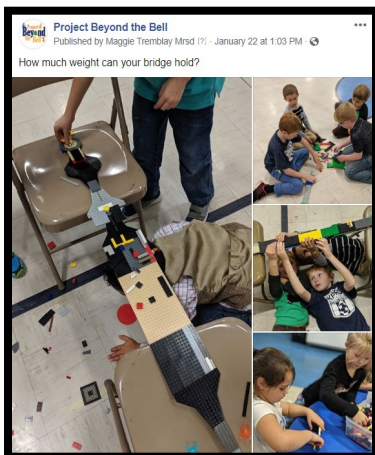 Project Beyond the Bell
Published by Maggie Tremblay Mrsd [?] · January 22 at 1:03 PM ·
How much weight can your bridge hold?
Beyond